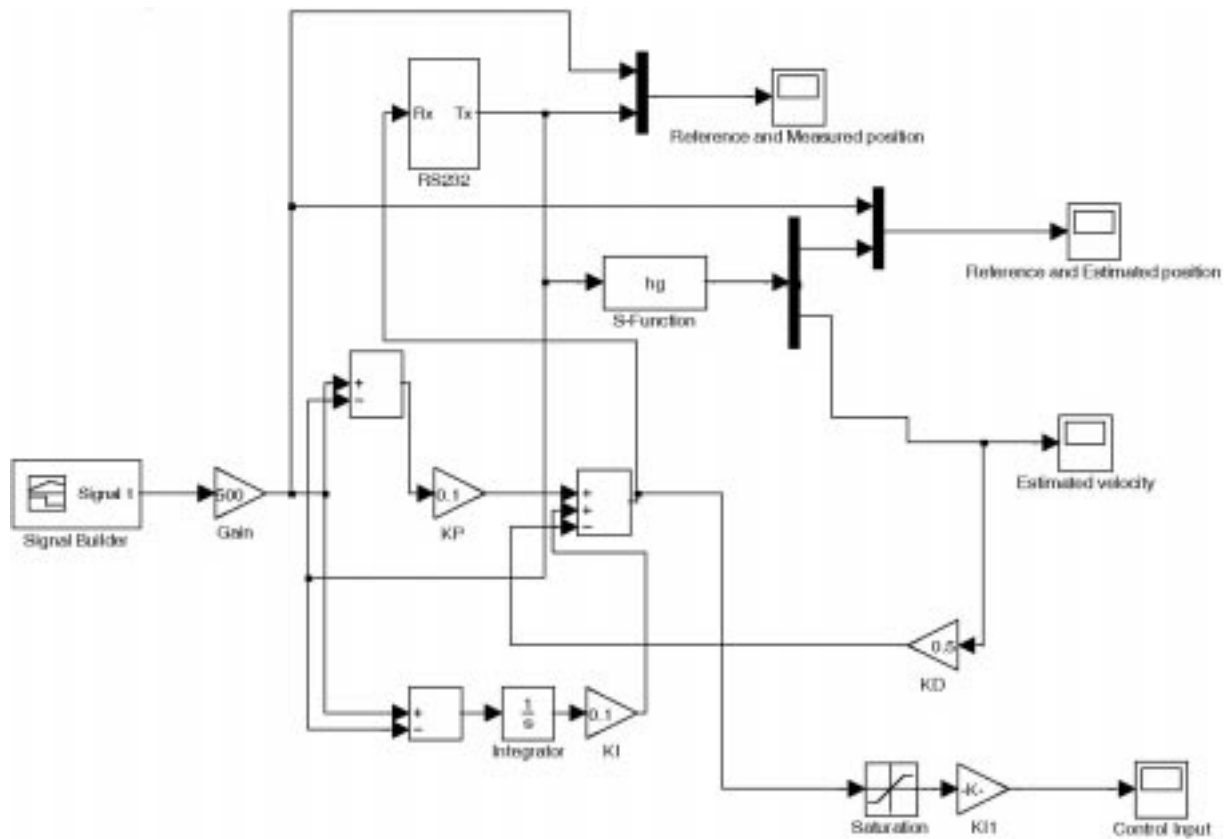 Rx Tx
RS232
Reference and Measured position
Reference and Estimated position
hg
S-Function
+
−
Signal 1
Signal Builder
500
Gain
0.1
KP
+
+
−
Estimated velocity
0.5
KD
+
−
1
s
Integrator
0.1
KI
Saturation
-K-
KI1
Control Input